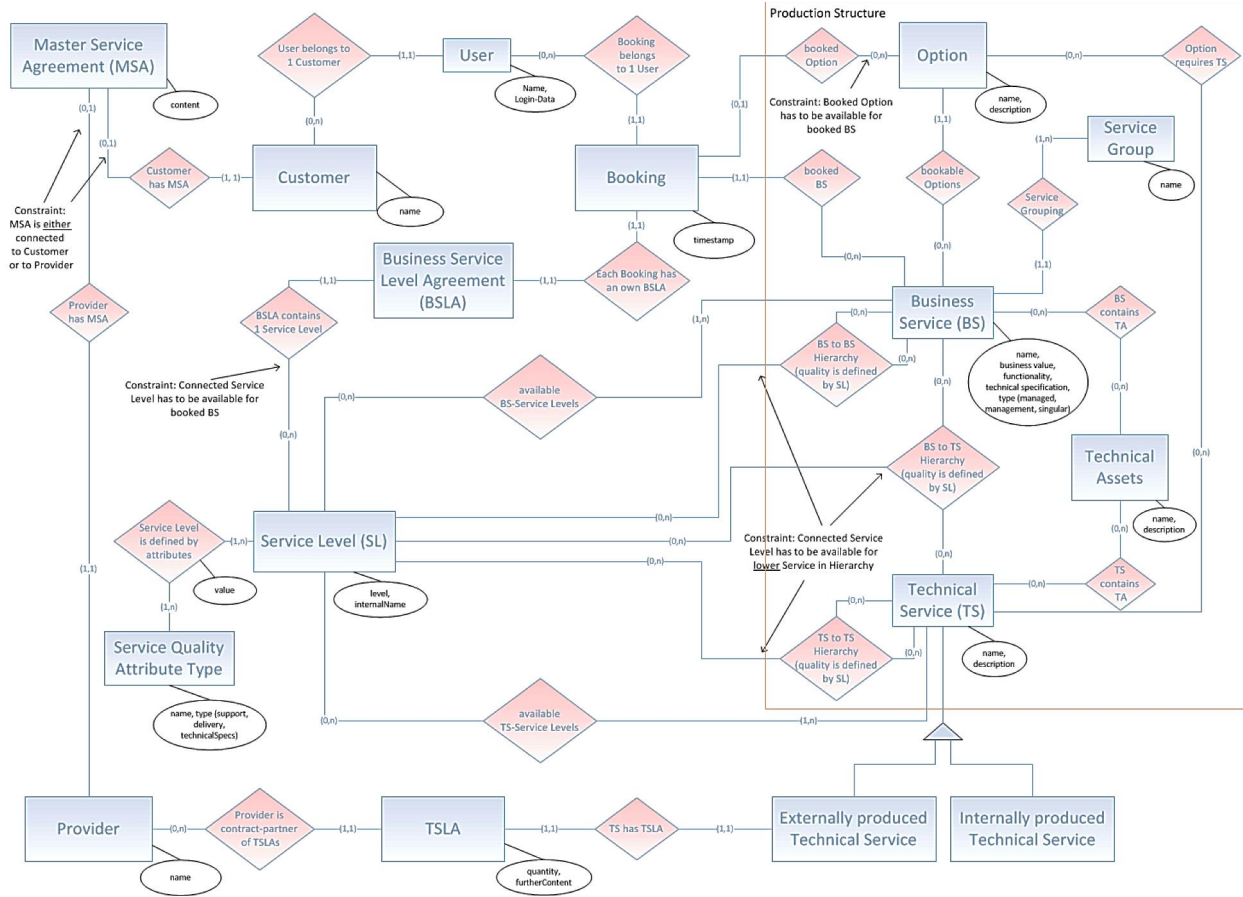 Production Structure
Master Service
Agreement (MSA)
content
User belongs to
1 Customer
(1,1)
User
(0,n)
Name,
Login-Data
Booking
belongs
to 1 User
booked
Option
(0,n)
Option
(0,n)
Option
requires TS
name,
description
Constraint: Booked Option
has to be available for
booked BS
(0,1)
(0,1)
(0,n)
(1,1)
(0,1)
(1,1)
(1,n)
Service
Group
name
Customer
has MSA
(1, 1)
Customer
name
Booking
timestamp
(1,1)
booked
BS
bookable
Options
Service
Grouping
Constraint:
MSA is either
connected
to Customer
or to Provider
(1,1)
(0,n)
(0,n)
(1,1)
Business Service
Level Agreement
(BSLA)
(1,1)
(1,1)
Each Booking has
an own BSLA
Provider
has MSA
BSLA contains
1 Service Level
(1,n)
Business
Service (BS)
(0,n)
BS
contains
TA
name,
business value,
functionality,
technical specification,
type (managed,
management, singular)
(0,n)
BS to BS
Hierarchy
(quality is defined
by SL)
(0,n)
(0,n)
(0,n)
Constraint: Connected Service
Level has to be available for
booked BS
(0,n)
available
BS-Service Levels
(0,n)
BS to TS
Hierarchy
(quality is defined
by SL)
Technical
Assets
name,
description
(0,n)
(0,n)
Service Level
is defined by
attributes
(1,n)
value
Service Level (SL)
level,
internalName
(0,n)
(0,n)
(0,n)
Constraint: Connected Service
Level has to be available for
lower Service in Hierarchy
(0,n)
(0,n)
(1,1)
(1,n)
Technical
Service (TS)
(0,n)
TS
contains
TA
name,
description
(0,n)
TS to TS
Hierarchy
(quality is defined
by SL)
(0,n)
Service Quality
Attribute Type
name, type (support,
delivery,
technicalSpecs)
(0,n)
available
TS-Service Levels
(1,n)
Provider
name
(0,n)
Provider is
contract-partner
of TSLAs
(1,1)
TSLA
quantity,
furtherContent
(1,1)
TS has TSLA
(1,1)
Externally produced
Technical Service
Internally produced
Technical Service